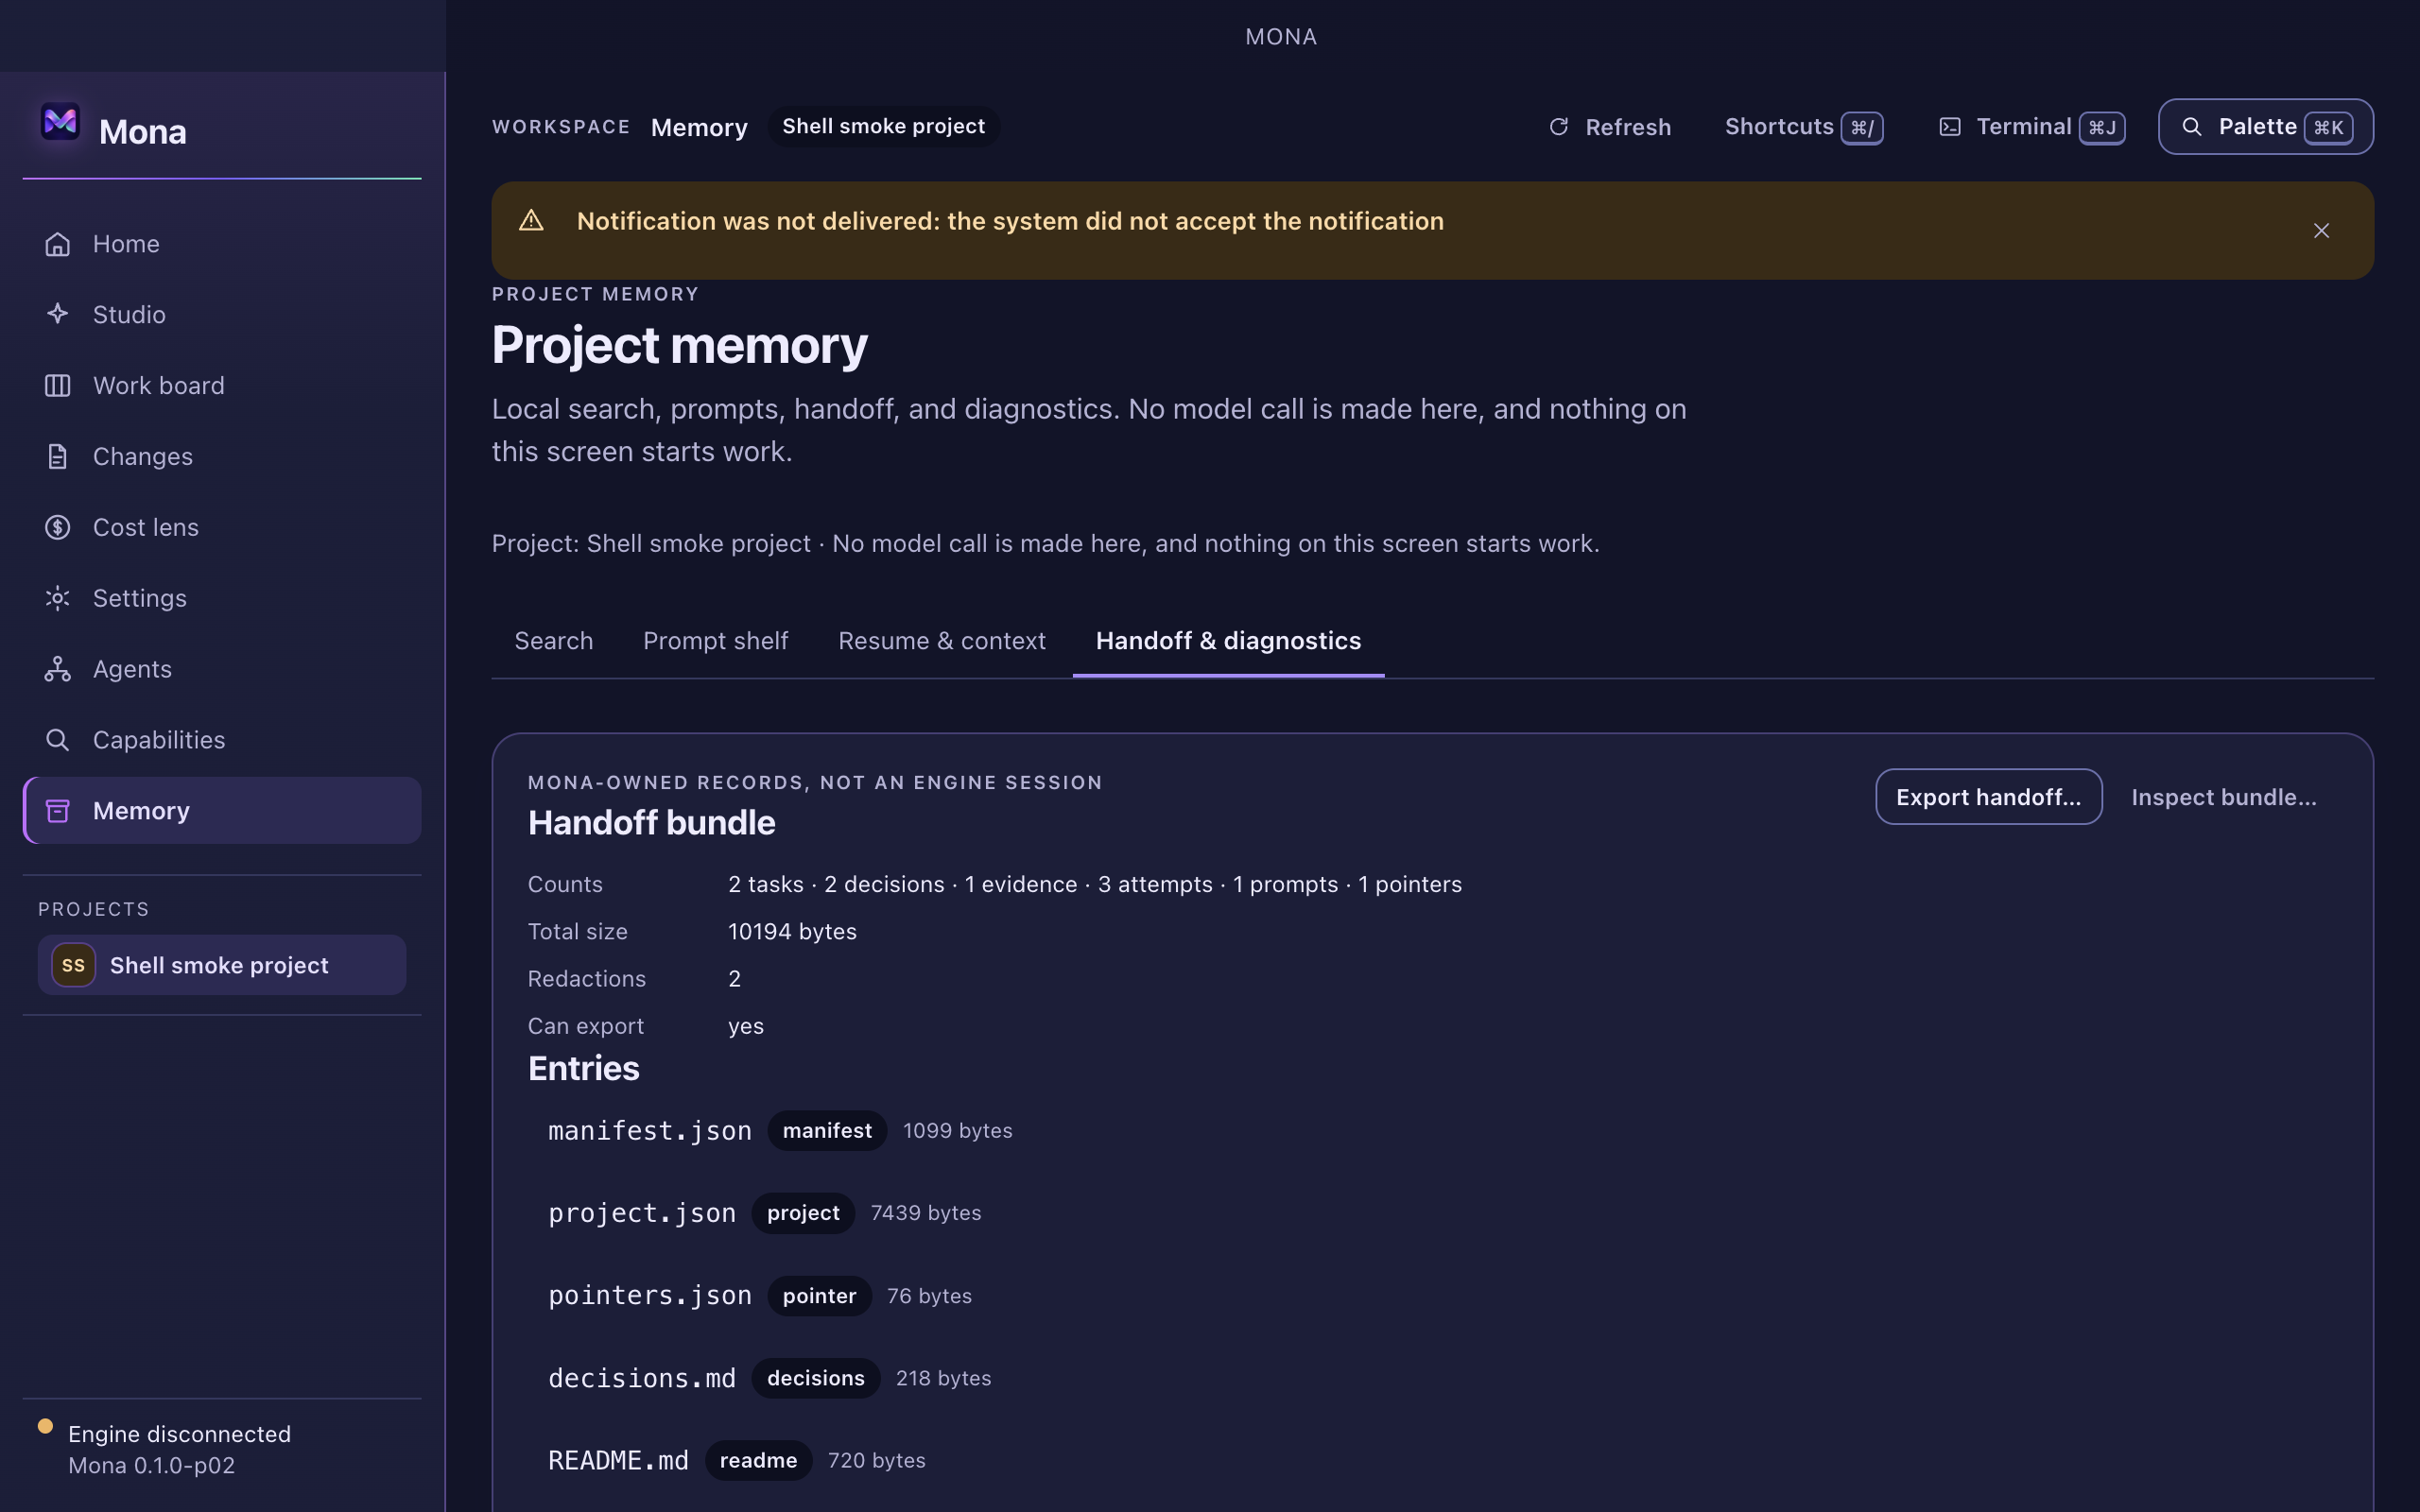 MONA
Mona
Home
Studio
Work board
Changes
Cost lens
Settings
Agents
Capabilities
Memory
PROJECTS
SS Shell smoke project
Engine disconnected
Mona 0.1.0-p02
WORKSPACE Memory Shell smoke project
Refresh Shortcuts ⌘/ Terminal ⌘J Palette ⌘K
Notification was not delivered: the system did not accept the notification
PROJECT MEMORY
Project memory
Local search, prompts, handoff, and diagnostics. No model call is made here, and nothing on
this screen starts work.
Project: Shell smoke project · No model call is made here, and nothing on this screen starts work.
Search Prompt shelf Resume & context Handoff & diagnostics
MONA-OWNED RECORDS, NOT AN ENGINE SESSION
Handoff bundle
Export handoff... Inspect bundle...
Counts 2 tasks · 2 decisions · 1 evidence · 3 attempts · 1 prompts · 1 pointers
Total size 10194 bytes
Redactions 2
Can export yes
Entries
manifest.json manifest 1099 bytes
project.json project 7439 bytes
pointers.json pointer 76 bytes
decisions.md decisions 218 bytes
README.md readme 720 bytes